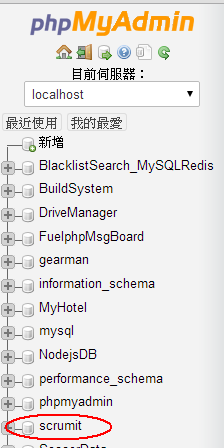 phpMyAdmin
目前伺服器：
localhost
最近使用 我的最愛
新增
BlacklistSearch_MySQLRedis
BuildSystem
DriveManager
FuelphpMsgBoard
gearman
information_schema
MyHotel
mysql
NodejsDB
performance_schema
phpmyadmin
scrumit